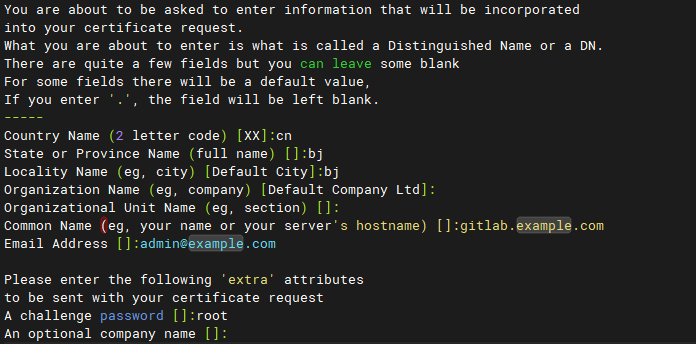 You are about to be asked to enter information that will be incorporated
into your certificate request.
What you are about to enter is what is called a Distinguished Name or a DN.
There are quite a few fields but you can leave some blank
For some fields there will be a default value,
If you enter '.', the field will be left blank.
-----
Country Name (2 letter code) [XX]:cn
State or Province Name (full name) []:bj
Locality Name (eg, city) [Default City]:bj
Organization Name (eg, company) [Default Company Ltd]:
Organizational Unit Name (eg, section) []:
Common Name (eg, your name or your server's hostname) []:gitlab.example.com
Email Address []:admin@example.com
Please enter the following 'extra' attributes
to be sent with your certificate request
A challenge password []:root
An optional company name []: